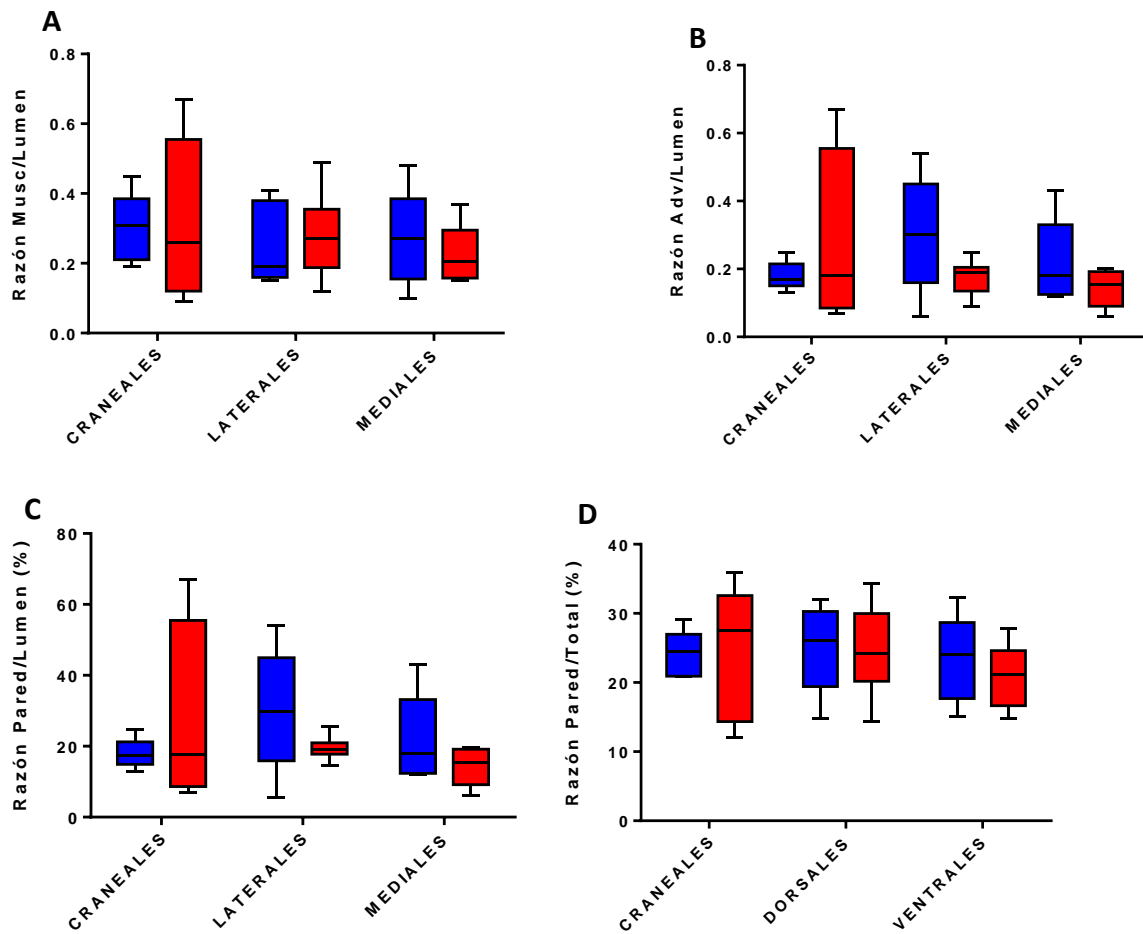 A
Razón Musc/Lumen
0.8
0.6
0.4
0.2
0.0
CRANEALES
LATERALES
MEDIALES
B
Razón Adv/Lumen
0.8
0.6
0.4
0.2
0.0
CRANEALES
LATERALES
MEDIALES
C
Razón Pared/Lumen (%)
80
60
40
20
0
CRANEALES
LATERALES
MEDIALES
D
Razón Pared/Total (%)
40
30
20
10
0
CRANEALES
DORSALES
VENTRALES